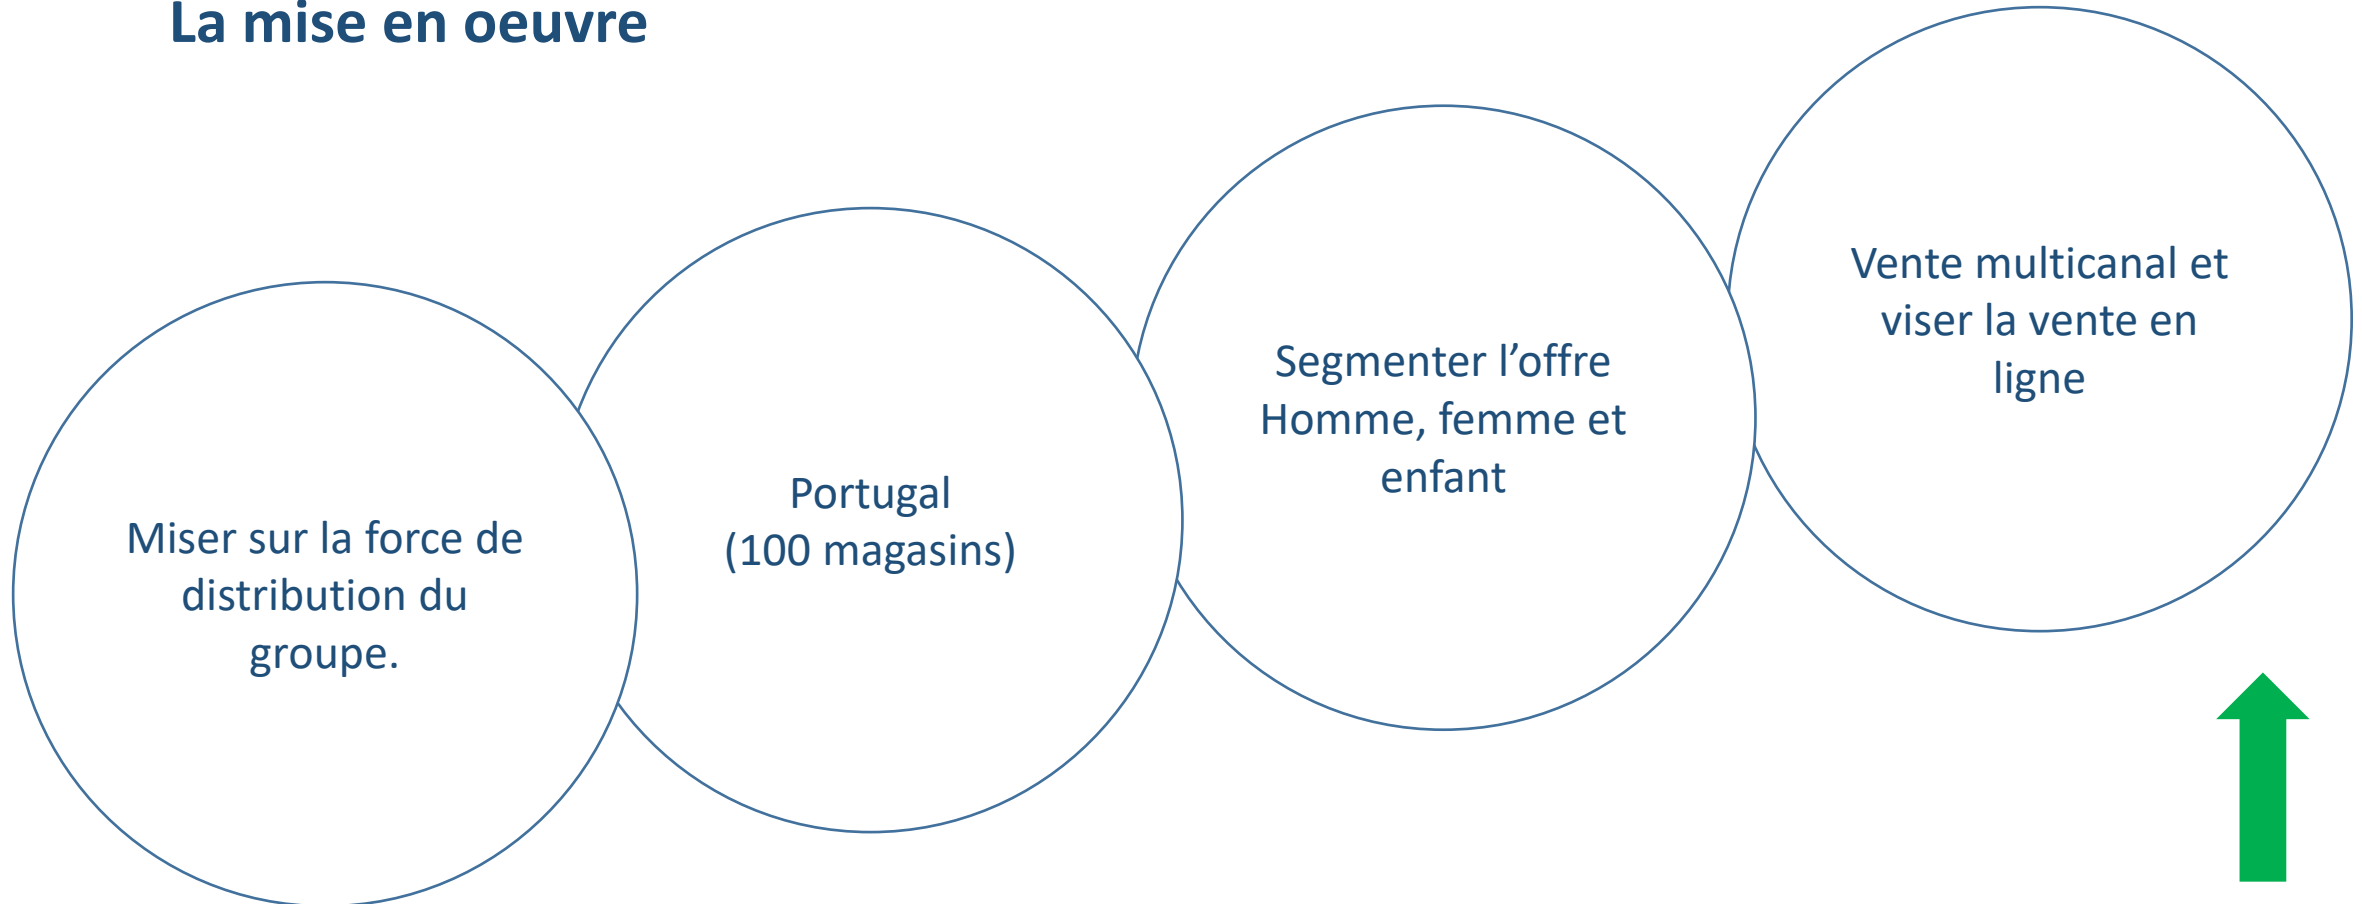 La mise en oeuvre
Miser sur la force de
distribution du
groupe.
Portugal
(100 magasins)
Segmenter l’offre
Homme, femme et
enfant
Vente multicanal et
viser la vente en
ligne